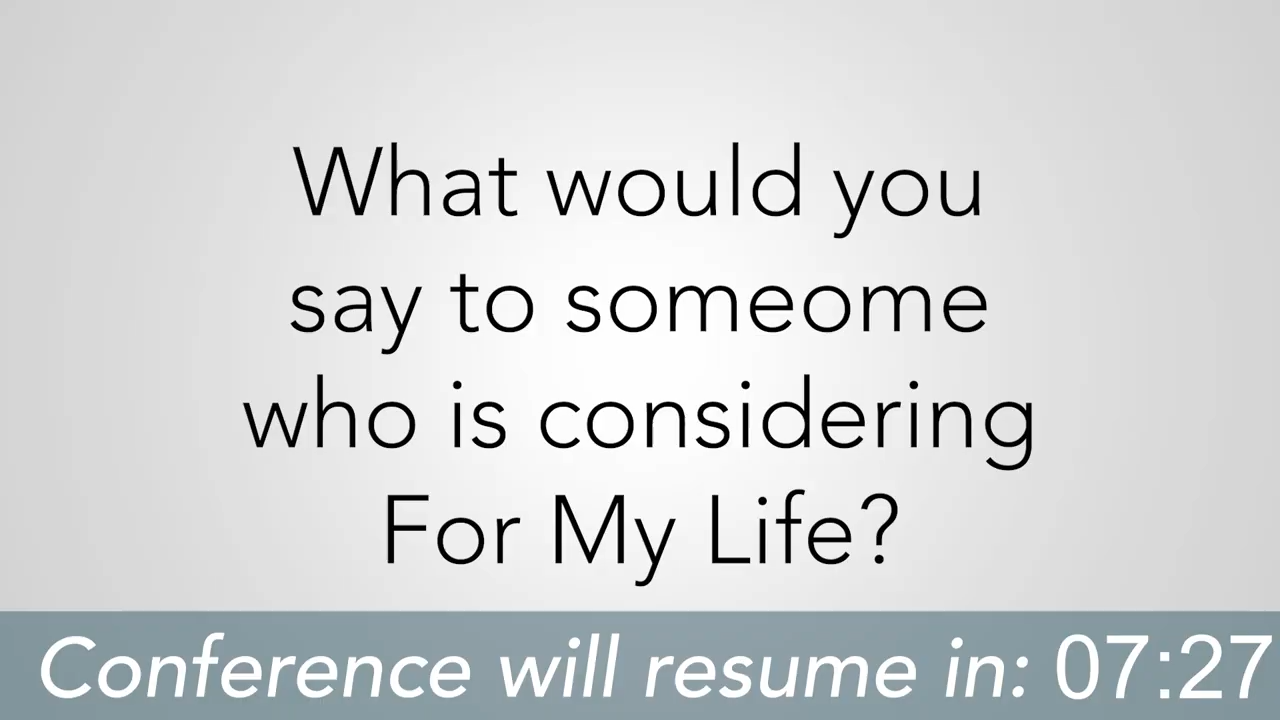 What would you
say to someome
who is considering
For My Life?
Conference will resume in: 07:27